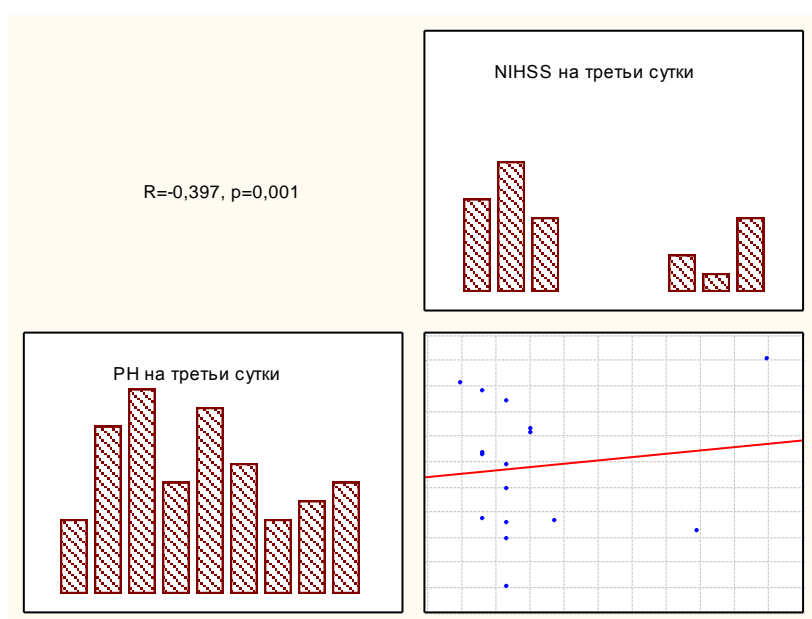 NIHSS на третьи сутки
R=-0,397, p=0,001
PH на третьи сутки